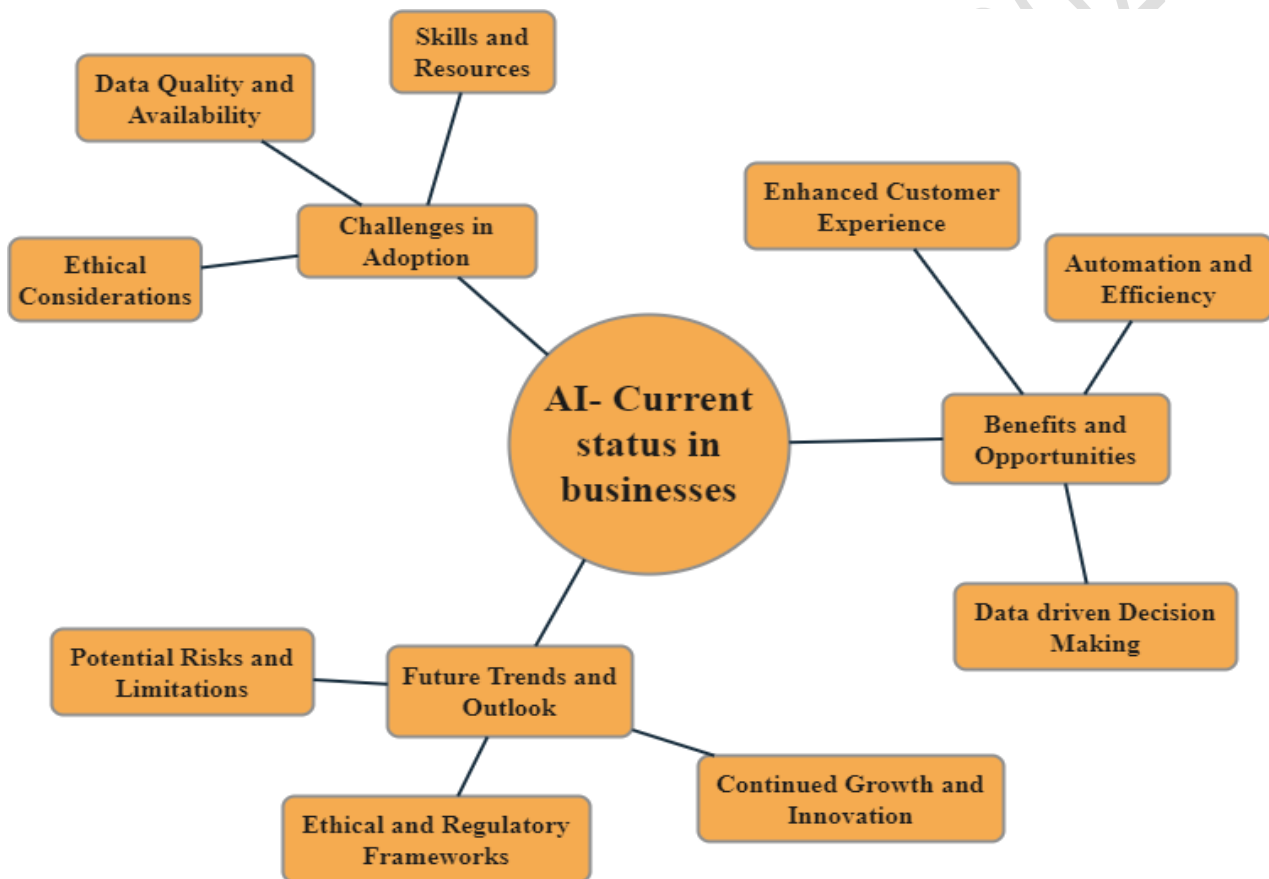 Skills and
Resources
Data Quality and
Availability
Challenges in
Adoption
Ethical
Considerations
Enhanced Customer
Experience
Automation and
Efficiency
AI- Current
status in
businesses
Benefits and
Opportunities
Data driven Decision
Making
Potential Risks and
Limitations
Future Trends and
Outlook
Continued Growth and
Innovation
Ethical and Regulatory
Frameworks